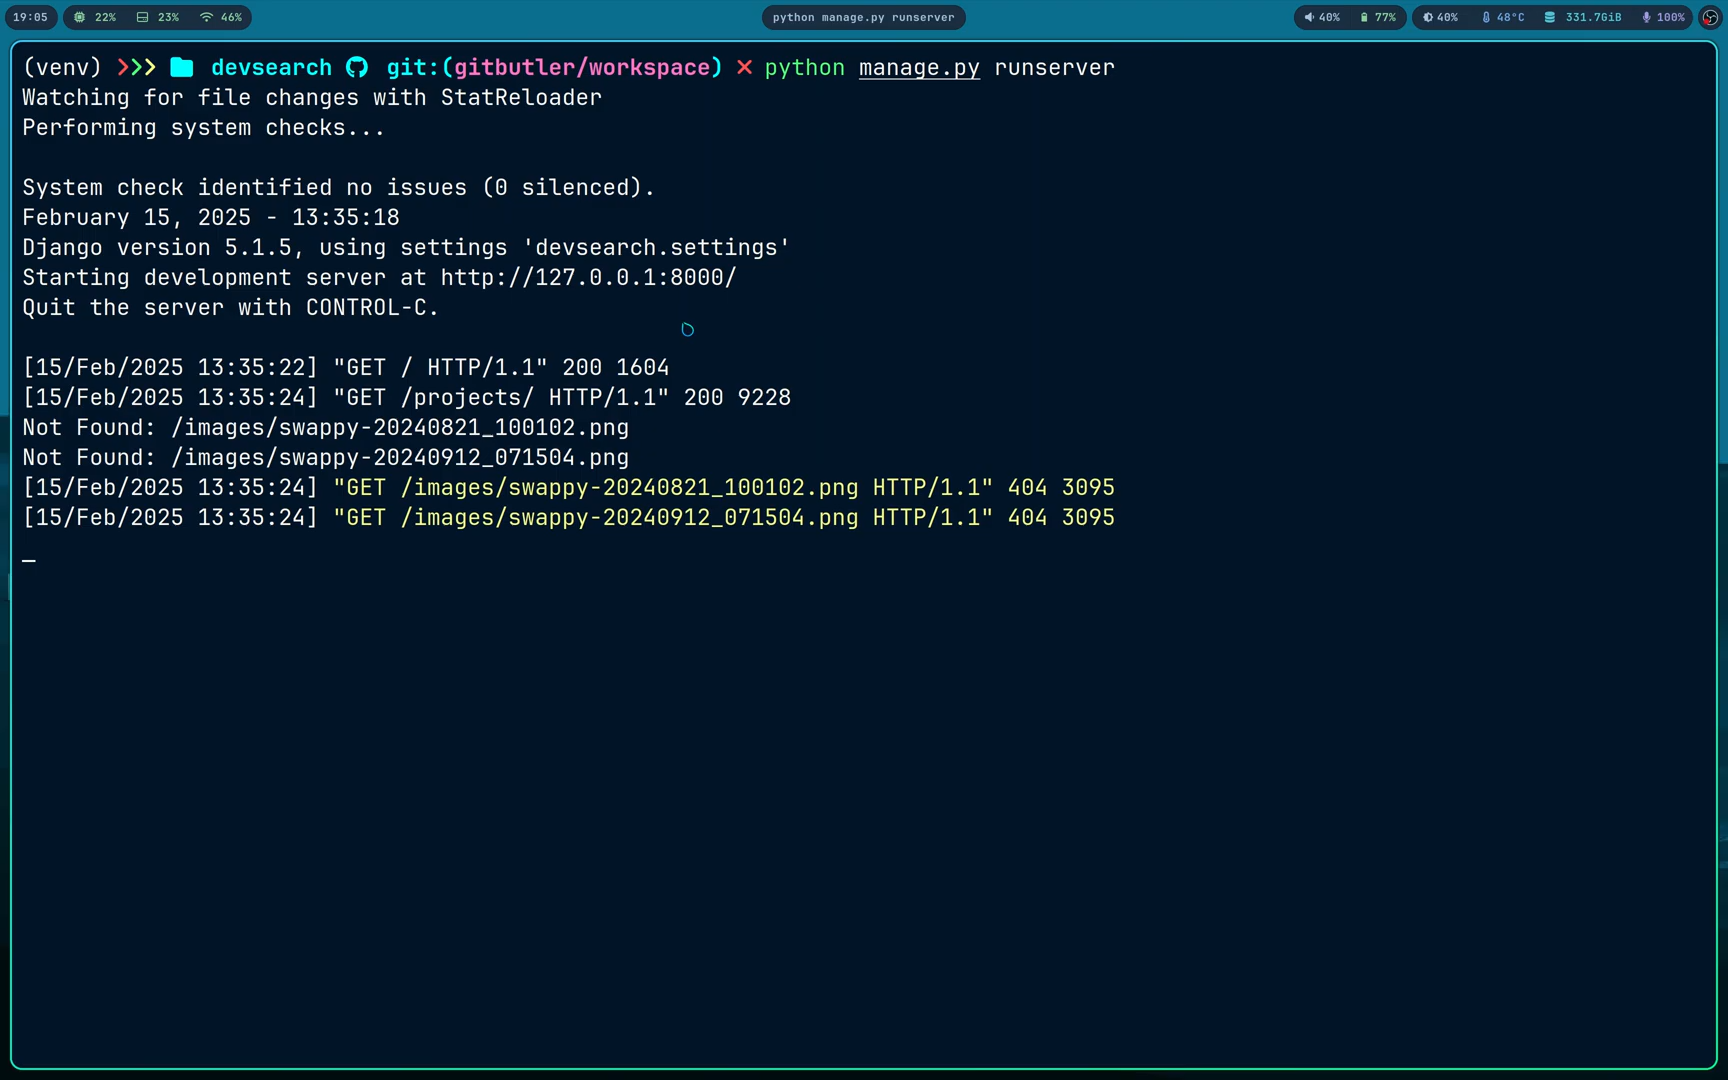 19:05 22% 23% 46% python manage.py runserver 40% 77% 40% 48°C 331.7GiB 100%
(venv) >>> devsearch git:(gitbutler/workspace) ✗ python manage.py runserver
Watching for file changes with StatReloader
Performing system checks...
System check identified no issues (0 silenced).
February 15, 2025 - 13:35:18
Django version 5.1.5, using settings 'devsearch.settings'
Starting development server at http://127.0.0.1:8000/
Quit the server with CONTROL-C.
[15/Feb/2025 13:35:22] "GET / HTTP/1.1" 200 1604
[15/Feb/2025 13:35:24] "GET /projects/ HTTP/1.1" 200 9228
Not Found: /images/swappy-20240821_100102.png
Not Found: /images/swappy-20240912_071504.png
[15/Feb/2025 13:35:24] "GET /images/swappy-20240821_100102.png HTTP/1.1" 404 3095
[15/Feb/2025 13:35:24] "GET /images/swappy-20240912_071504.png HTTP/1.1" 404 3095